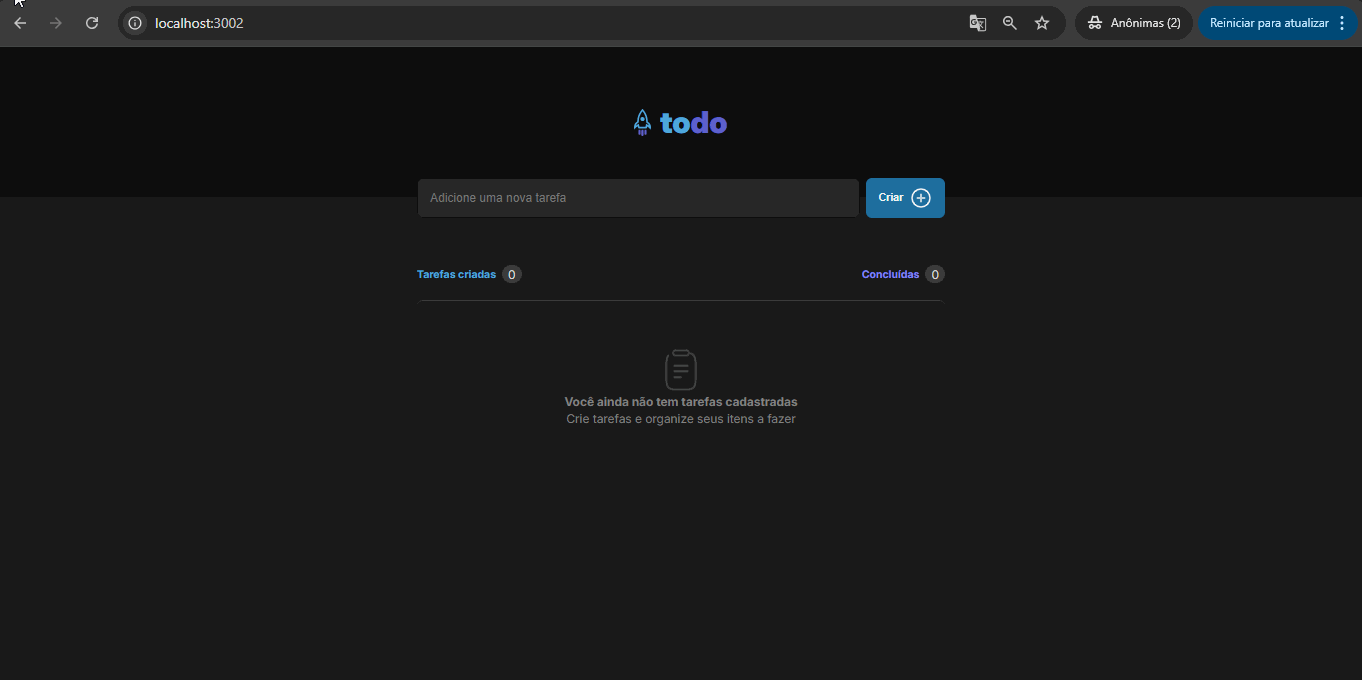 localhost:3002
Anônimas (2)
Reiniciar para atualizar
todo
Adicione uma nova tarefa
Criar
Tarefas criadas 0
Concluídas 0
Você ainda não tem tarefas cadastradas
Crie tarefas e organize seus itens a fazer